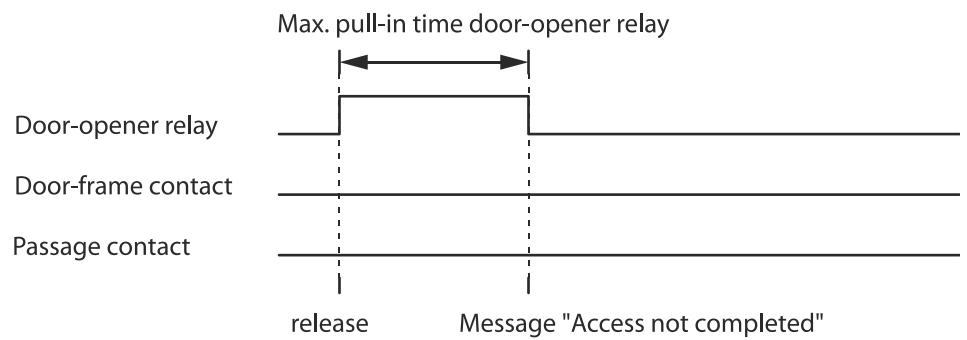 Max. pull-in time door-opener relay
Door-opener relay
Door-frame contact
Passage contact
release
Message "Access not completed"